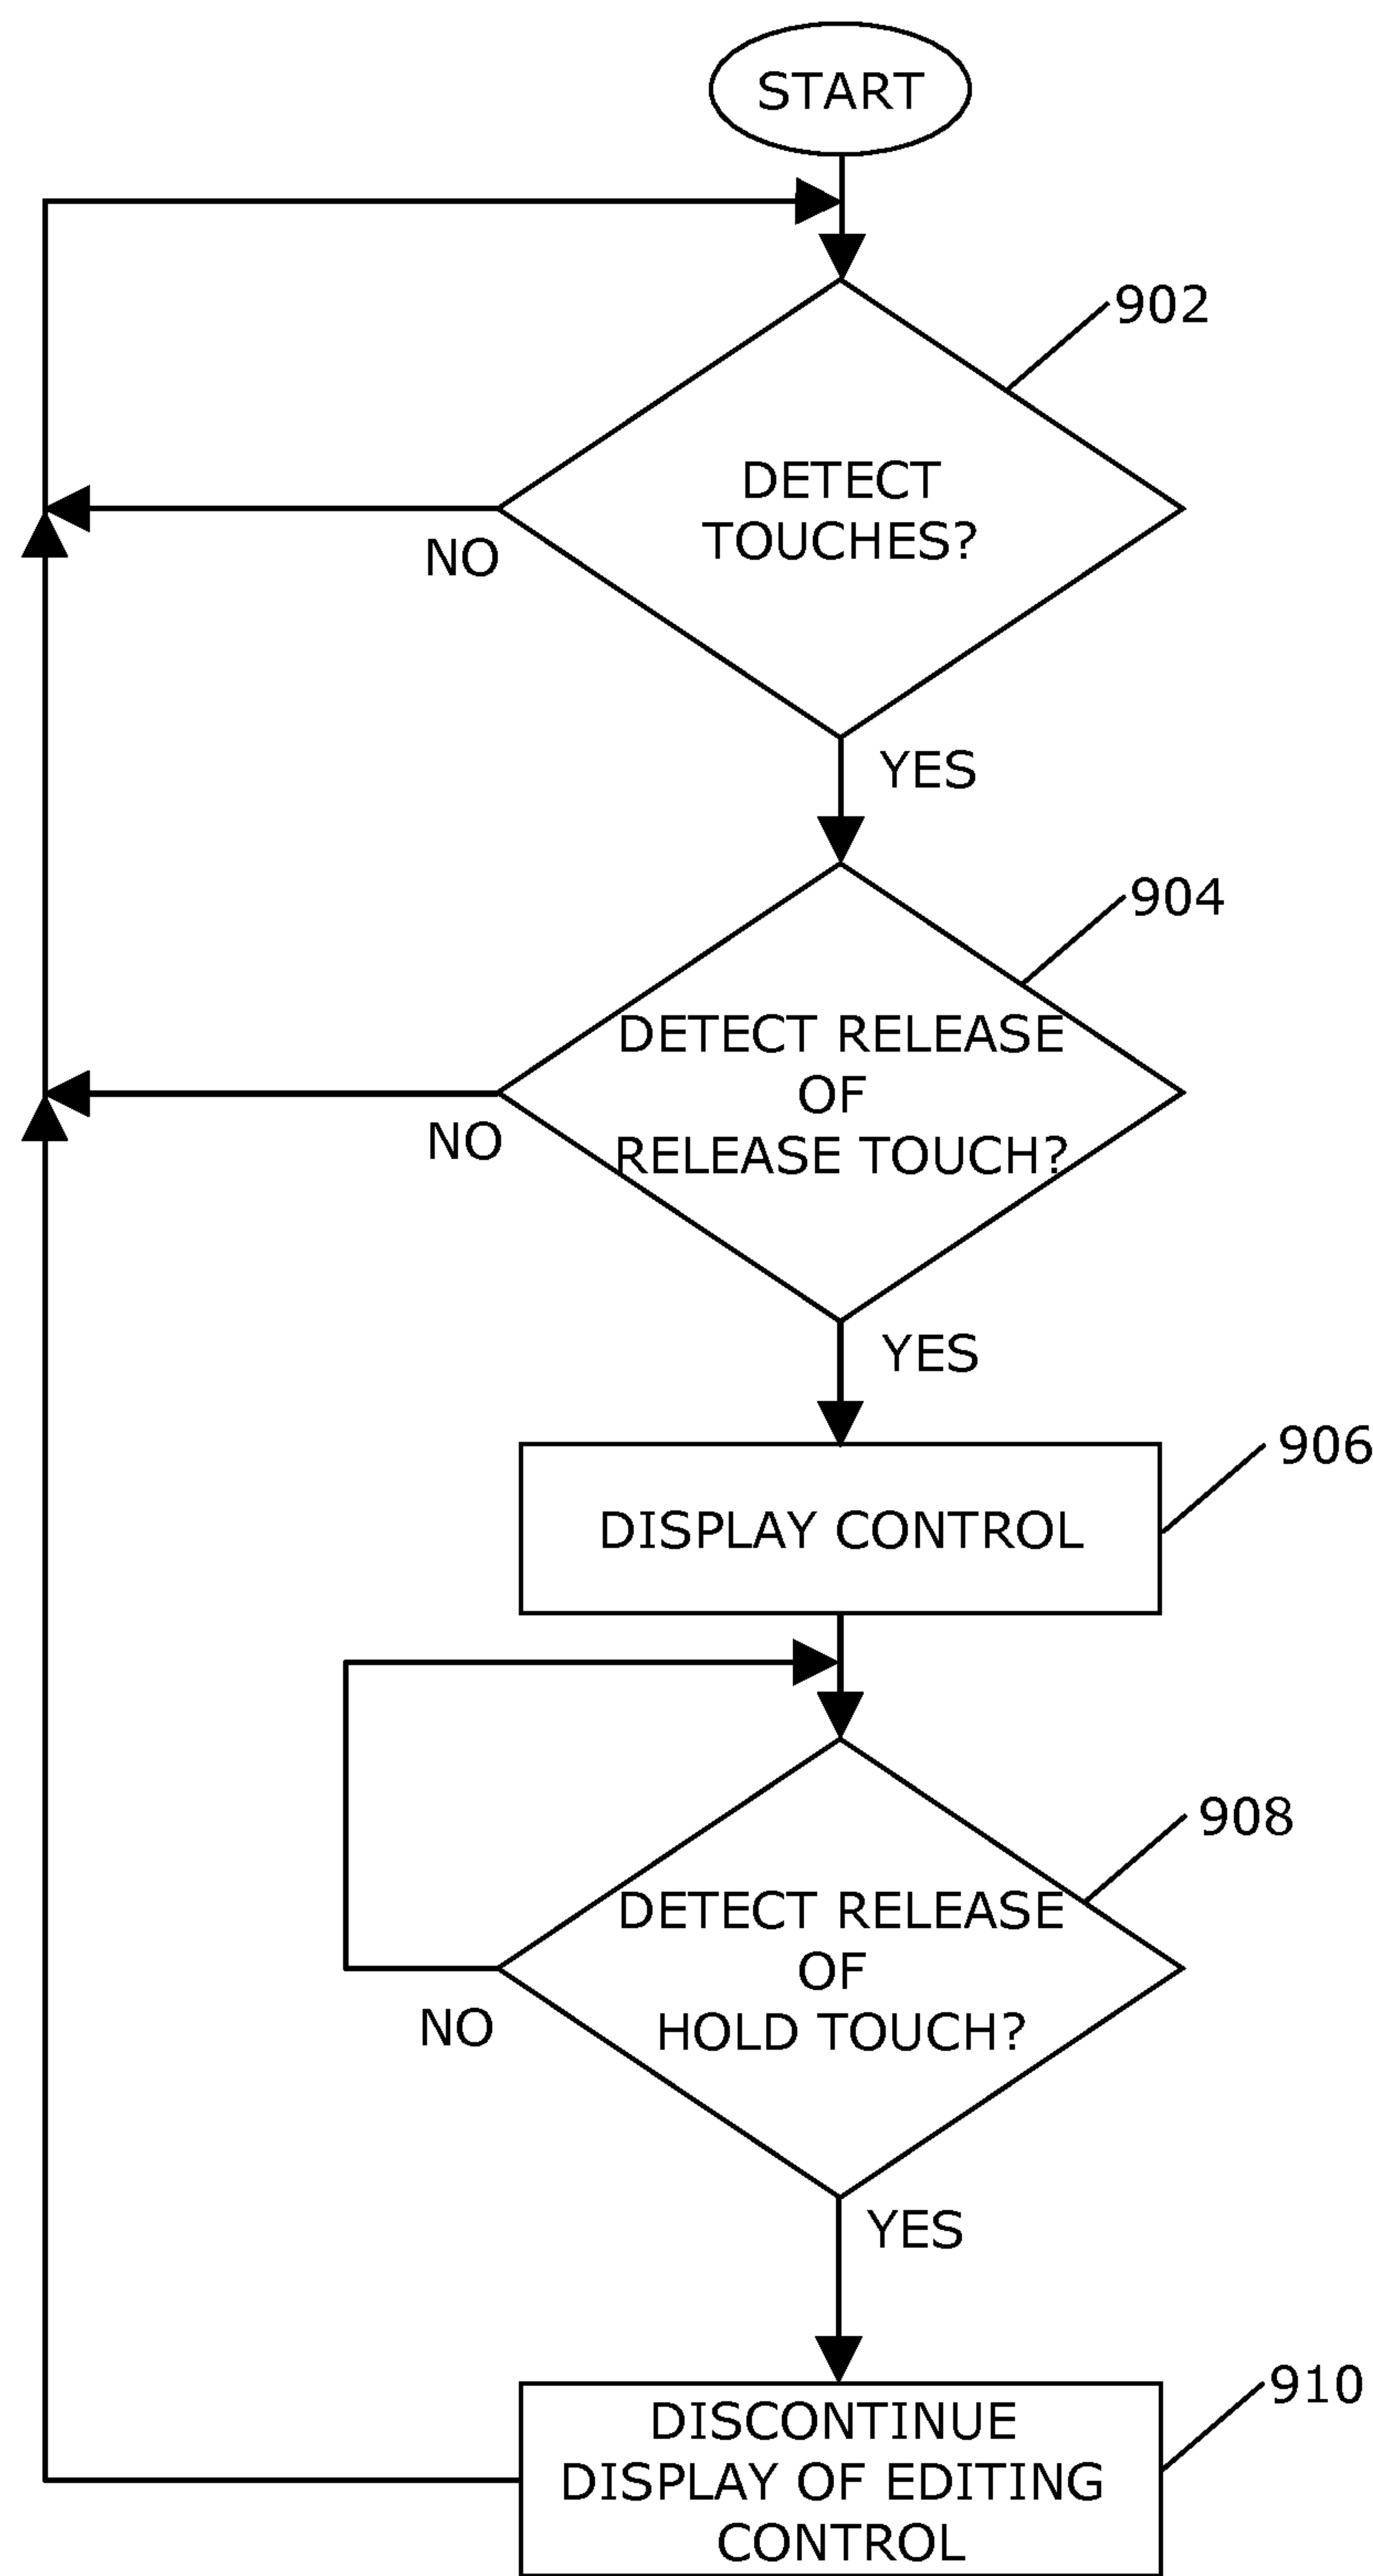 START
902
DETECT
TOUCHES?
NO
YES
904
DETECT RELEASE
OF
RELEASE TOUCH?
NO
YES
906
DISPLAY CONTROL
908
DETECT RELEASE
OF
HOLD TOUCH?
NO
YES
910
DISCONTINUE
DISPLAY OF EDITING
CONTROL